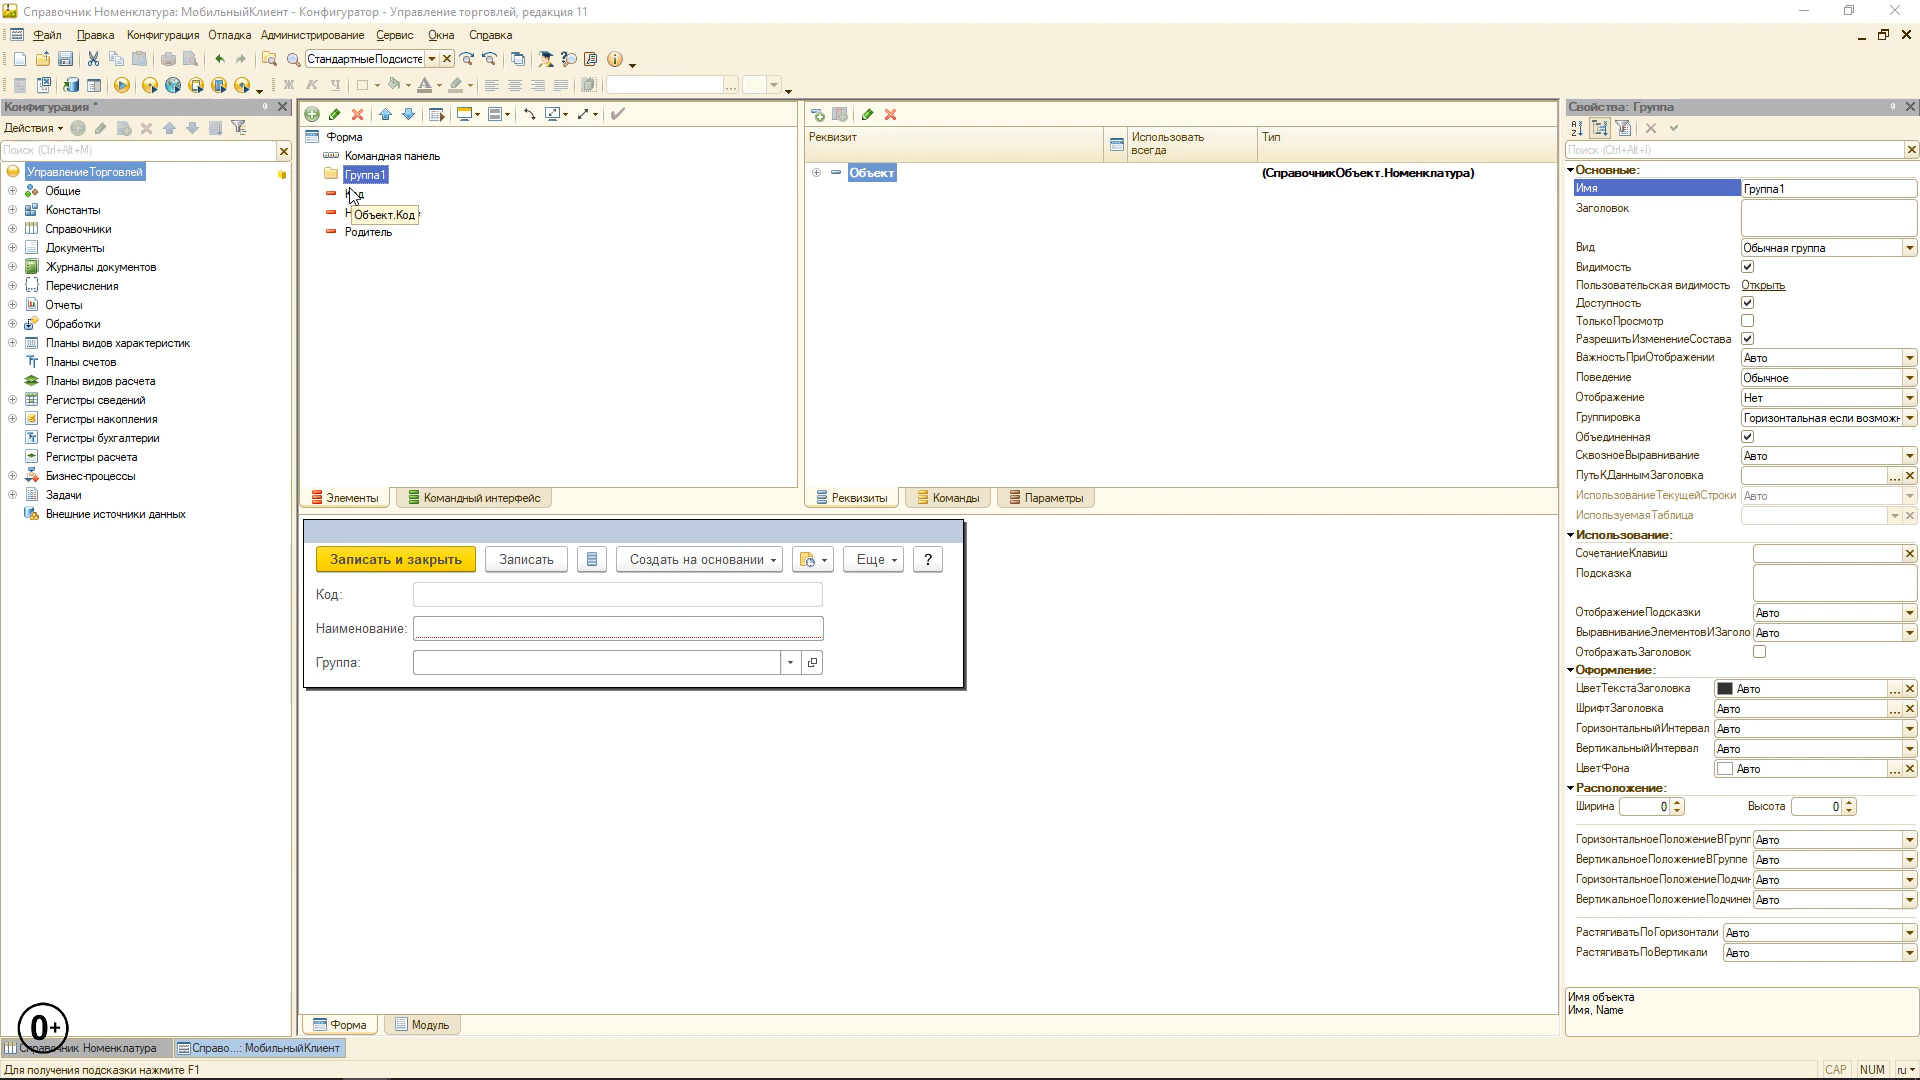 Справочник Номенклатура: МобильныйКлиент - Конфигуратор - Управление торговлей, редакция 11
Файл Правка Конфигурация Отладка Администрирование Сервис Окна Справка
СтандартныеПодсисте
Ж К Ч
Конфигурация *
Действия
Поиск (Ctrl+Alt+M)
УправлениеТорговлей
Общие
Константы
Справочники
Документы
Журналы документов
Перечисления
Отчеты
Обработки
Планы видов характеристик
Планы счетов
Планы видов расчета
Регистры сведений
Регистры накопления
Регистры бухгалтерии
Регистры расчета
Бизнес-процессы
Задачи
Внешние источники данных
Форма
Командная панель
Группа1
Объект.Код
Родитель
Элементы Командный интерфейс
Реквизит Использовать всегда Тип
Объект (СправочникОбъект.Номенклатура)
Реквизиты Команды Параметры
Записать и закрыть Записать Создать на основании Еще ?
Код:
Наименование:
Группа:
Форма Модуль
Свойства: Группа
Поиск (Ctrl+Alt+I)
Основные:
Имя Группа1
Заголовок
Вид Обычная группа
Видимость
Пользовательская видимость Открыть
Доступность
ТолькоПросмотр
РазрешитьИзменениеСостава
ВажностьПриОтображении Авто
Поведение Обычное
Отображение Нет
Группировка Горизонтальная если возможн
Объединенная
СквозноеВыравнивание Авто
ПутьКДаннымЗаголовка
ИспользованиеТекущейСтроки Авто
ИспользуемаяТаблица
Использование:
СочетаниеКлавиш
Подсказка
ОтображениеПодсказки Авто
ВыравниваниеЭлементовИЗаголо Авто
ОтображатьЗаголовок
Оформление:
ЦветТекстаЗаголовка Авто
ШрифтЗаголовка Авто
ГоризонтальныйИнтервал Авто
ВертикальныйИнтервал Авто
ЦветФона Авто
Расположение:
Ширина 0 Высота 0
ГоризонтальноеПоложениеВГрупп Авто
ВертикальноеПоложениеВГруппе Авто
ГоризонтальноеПоложениеПодчин Авто
ВертикальноеПоложениеПодчинен Авто
РастягиватьПоГоризонтали Авто
РастягиватьПоВертикали Авто
Имя объекта
Имя, Name
0+
Справочник Номенклатура Справо...: МобильныйКлиент
Для получения подсказки нажмите F1 CAP NUM ru